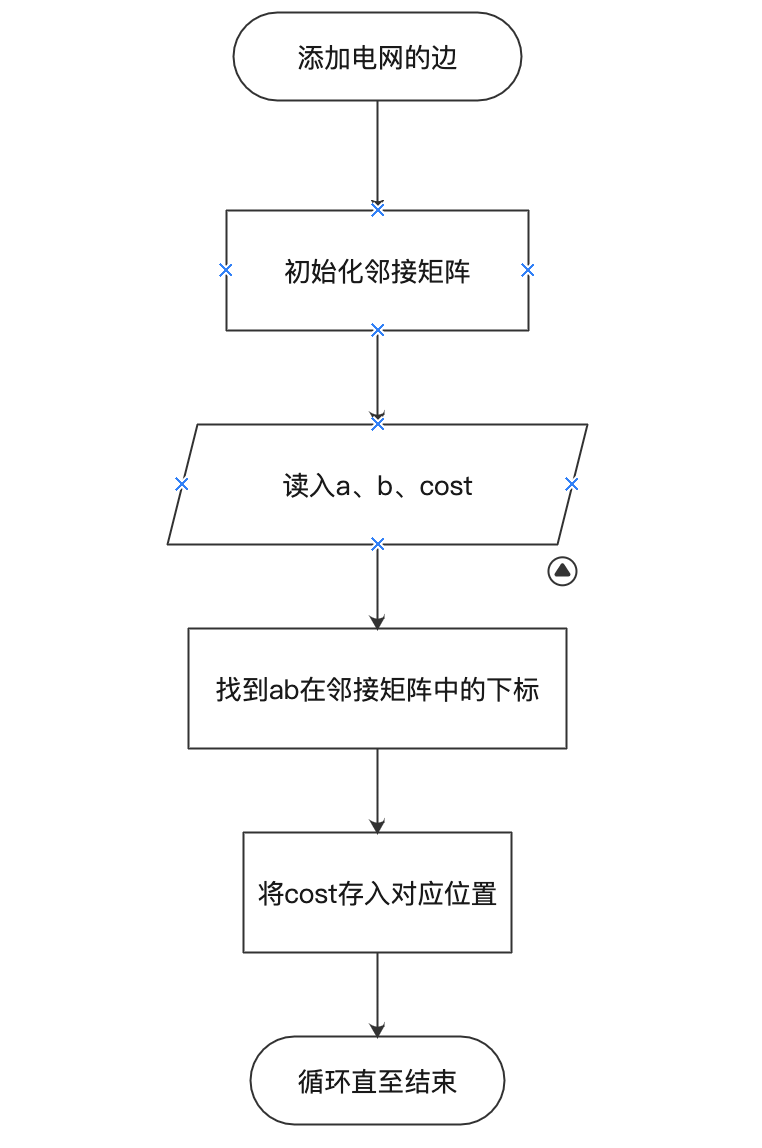 添加电网的边
初始化邻接矩阵
读入a、b、cost
找到ab在邻接矩阵中的下标
将cost存入对应位置
循环直至结束